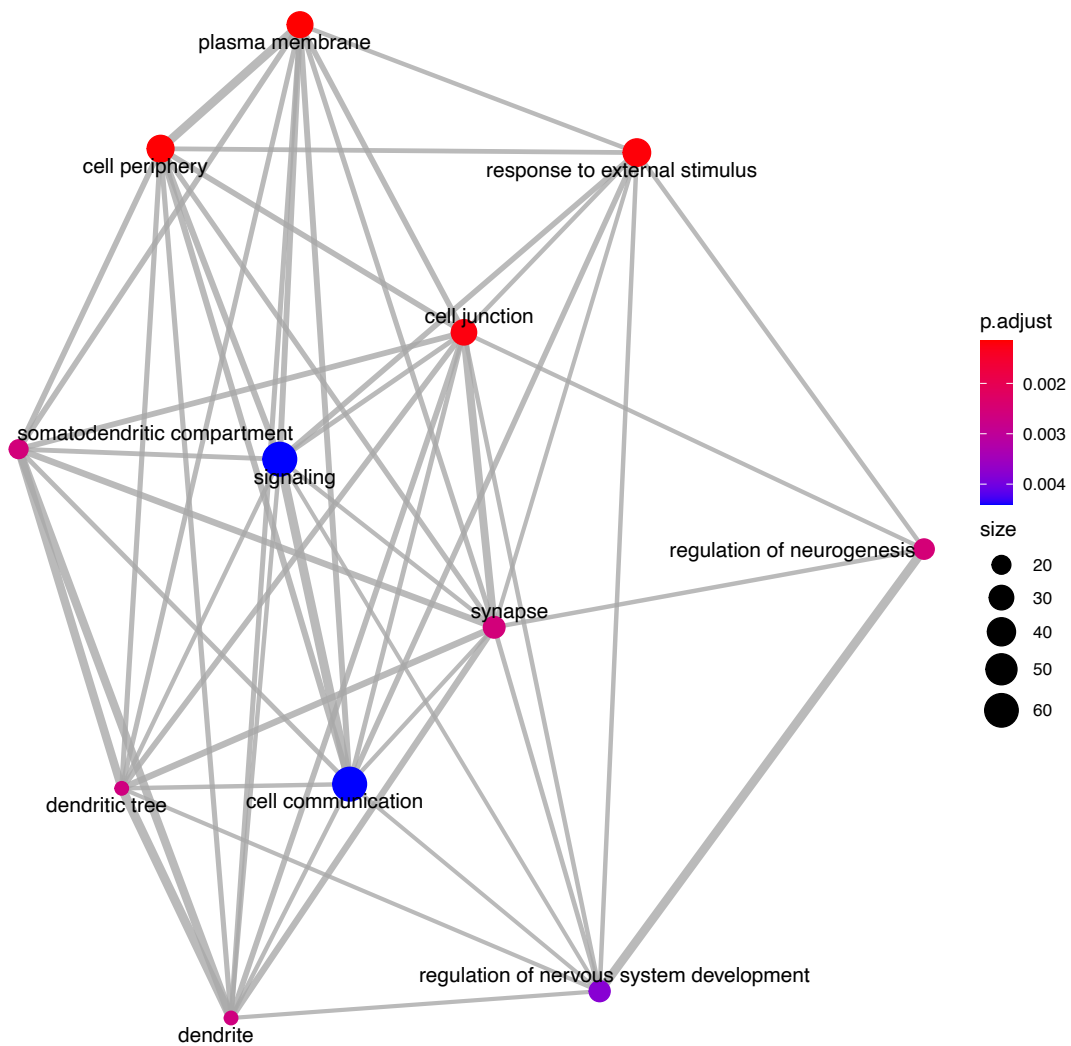 plasma membrane
cell periphery
response to external stimulus
cell junction
somatodendritic compartment
signaling
regulation of neurogenesis
synapse
dendritic tree
cell communication
regulation of nervous system development
dendrite
p.adjust
0.002
0.003
0.004
size
20
30
40
50
60